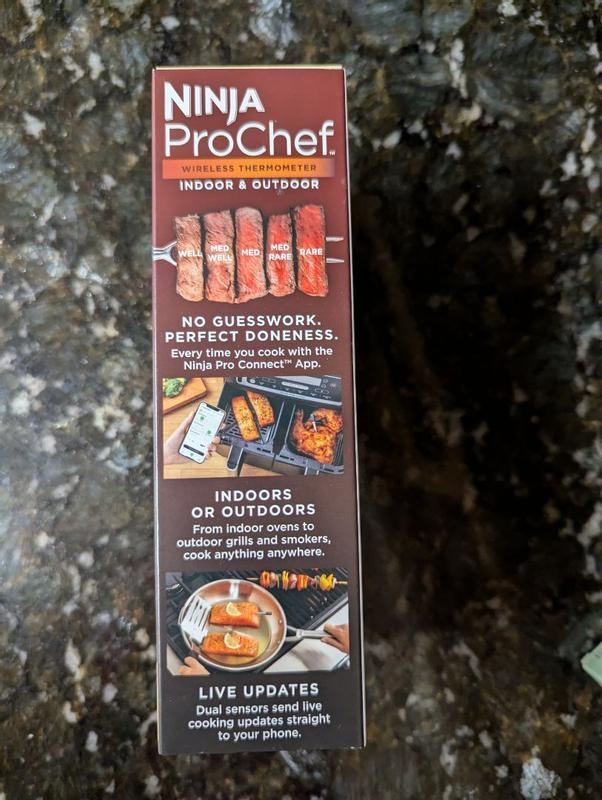 NINJA
ProChef™
WIRELESS THERMOMETER
INDOOR & OUTDOOR
WELL
MED
WELL
MED
MED
RARE
RARE
NO GUESSWORK.
PERFECT DONENESS.
Every time you cook with the
Ninja Pro Connect™ App.
INDOORS
OR OUTDOORS
From indoor ovens to
outdoor grills and smokers,
cook anything anywhere.
LIVE UPDATES
Dual sensors send live
cooking updates straight
to your phone.